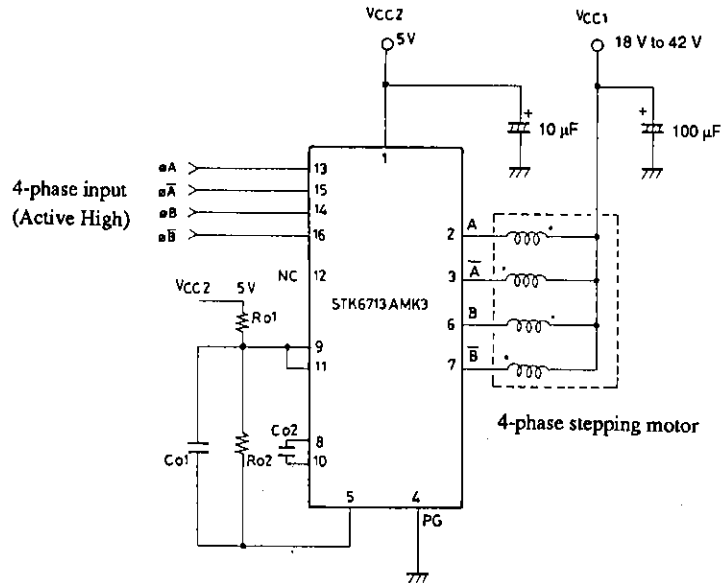 VCC2
5V
VCC1
18 V to 42 V
+
10 µF
+
100 µF
1
4-phase input
(Active High)
øA
øA̅
øB
øB̅
13
15
14
16
NC 12
VCC2 5V
Ro1
9
11
STK6713AMK3
2 A
3 A̅
6 B
7 B̅
4-phase stepping motor
Co1
Ro2
Co2
8
10
5
4
PG